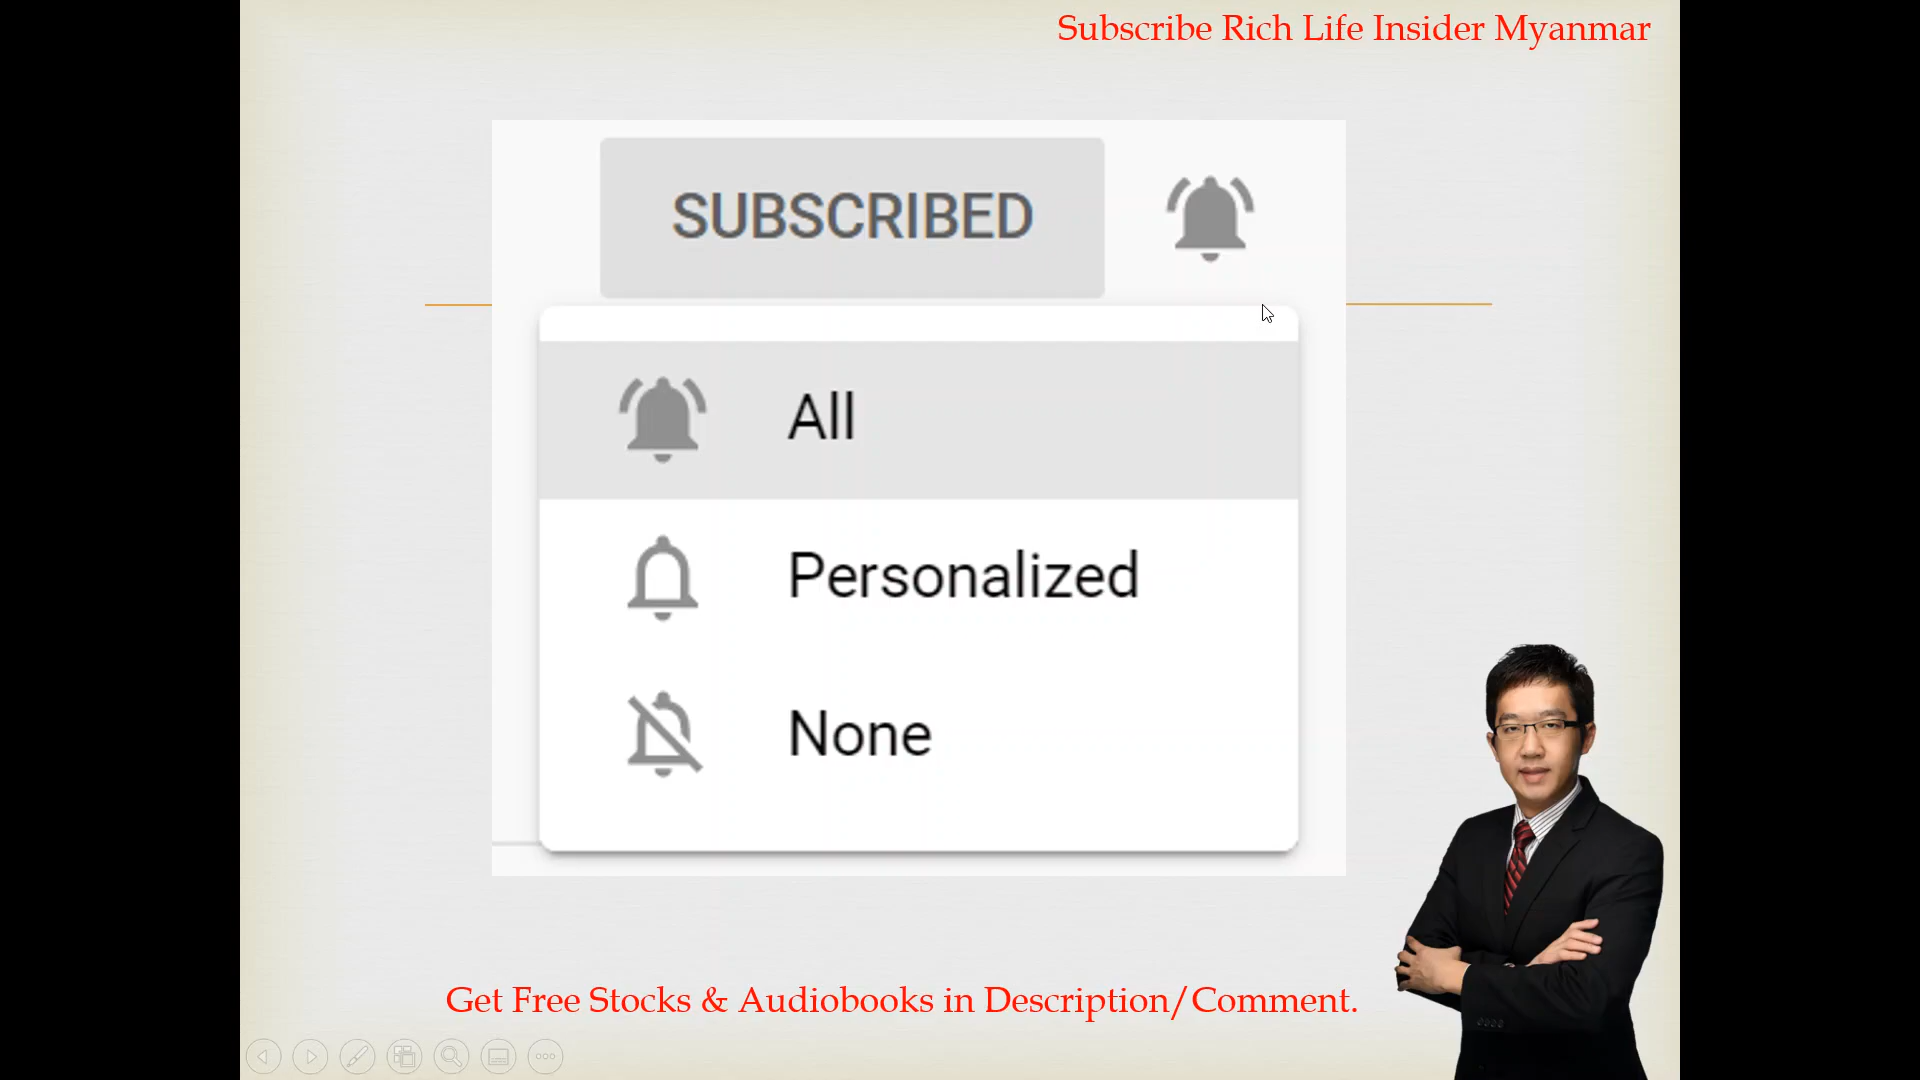 Subscribe Rich Life Insider Myanmar
SUBSCRIBED
All
Personalized
None
Get Free Stocks & Audiobooks in Description/Comment.